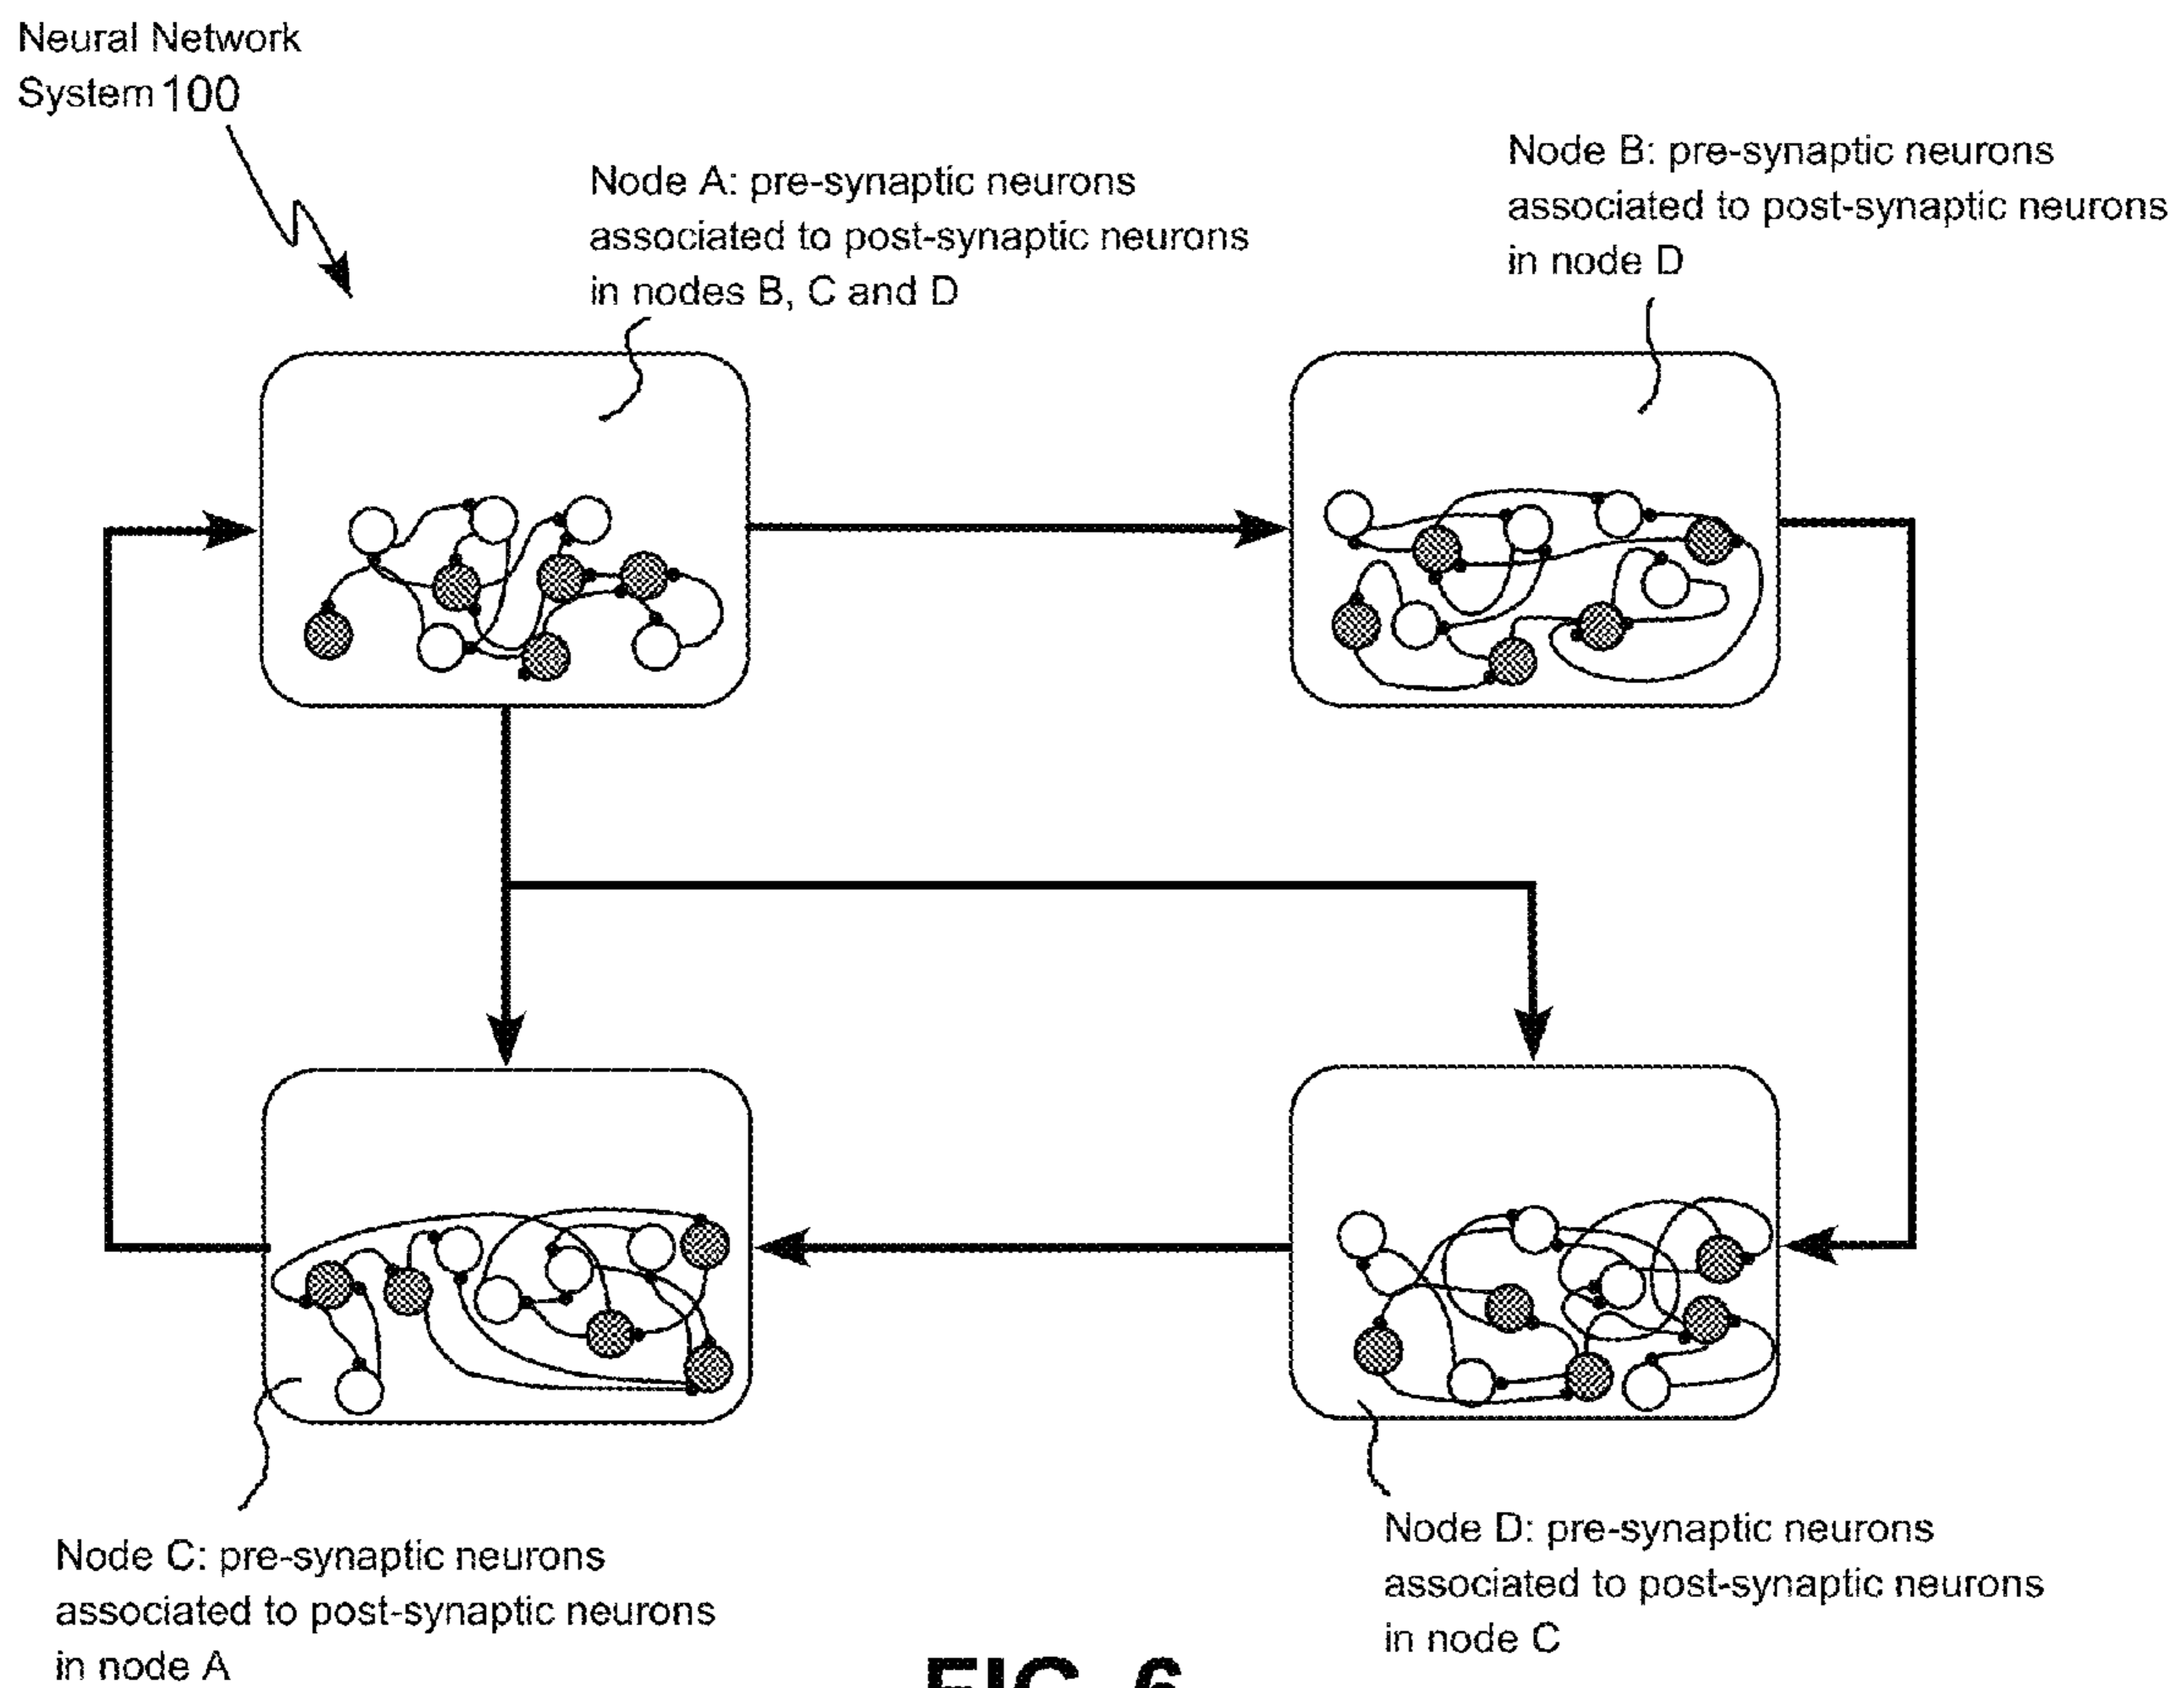 Neural Network
System 100
Node A: pre-synaptic neurons
associated to post-synaptic neurons
in nodes B, C and D
Node B: pre-synaptic neurons
associated to post-synaptic neurons
in node D
Node C: pre-synaptic neurons
associated to post-synaptic neurons
in node A
Node D: pre-synaptic neurons
associated to post-synaptic neurons
in node C
FIG. 6